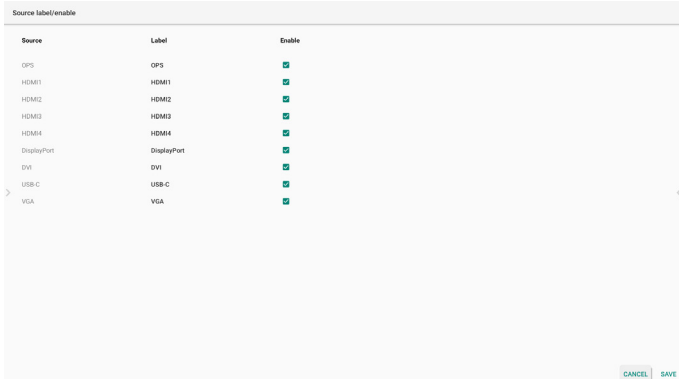 Source label/enable
Source Label Enable
OPS OPS
HDMI1 HDMI1
HDMI2 HDMI2
HDMI3 HDMI3
HDMI4 HDMI4
DisplayPort DisplayPort
DVI DVI
USB-C USB-C
VGA VGA
CANCEL SAVE